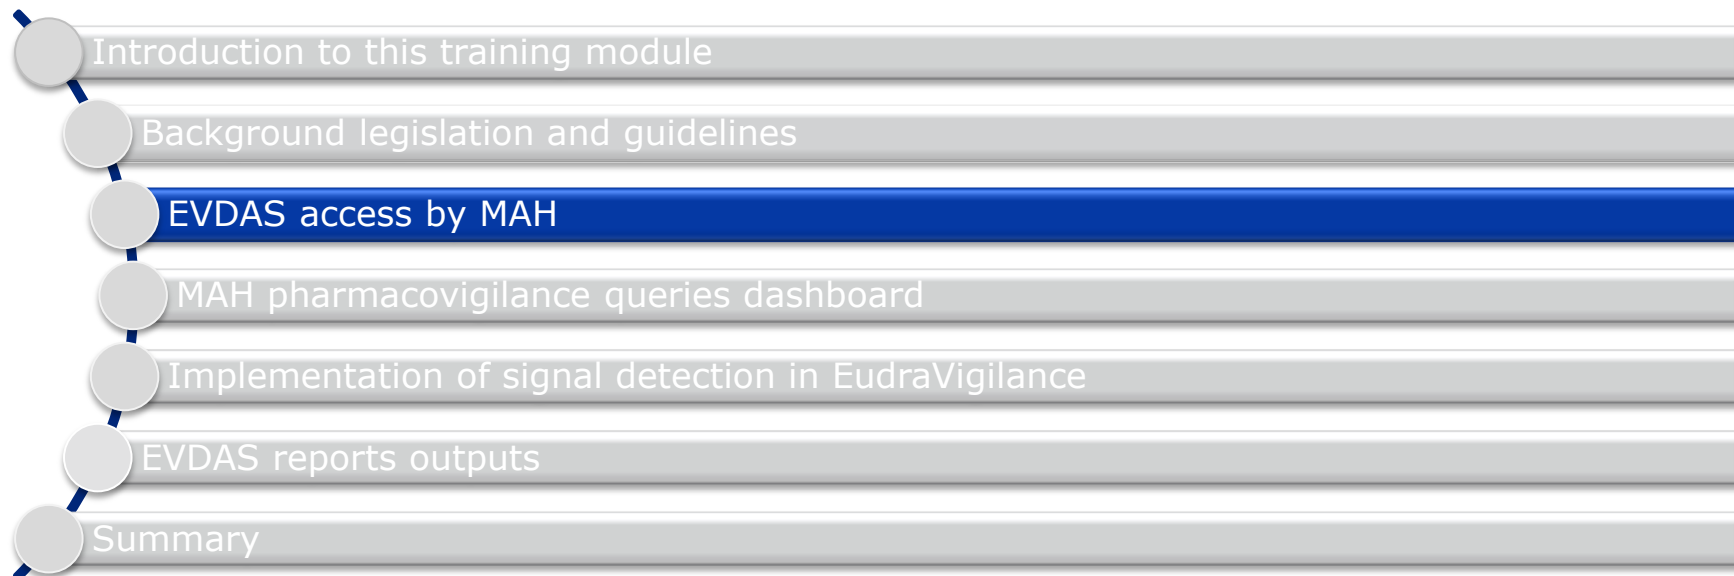 Introduction to this training module
Background legislation and guidelines
EVDAS access by MAH
MAH pharmacovigilance queries dashboard
Implementation of signal detection in EudraVigilance
EVDAS reports outputs
Summary